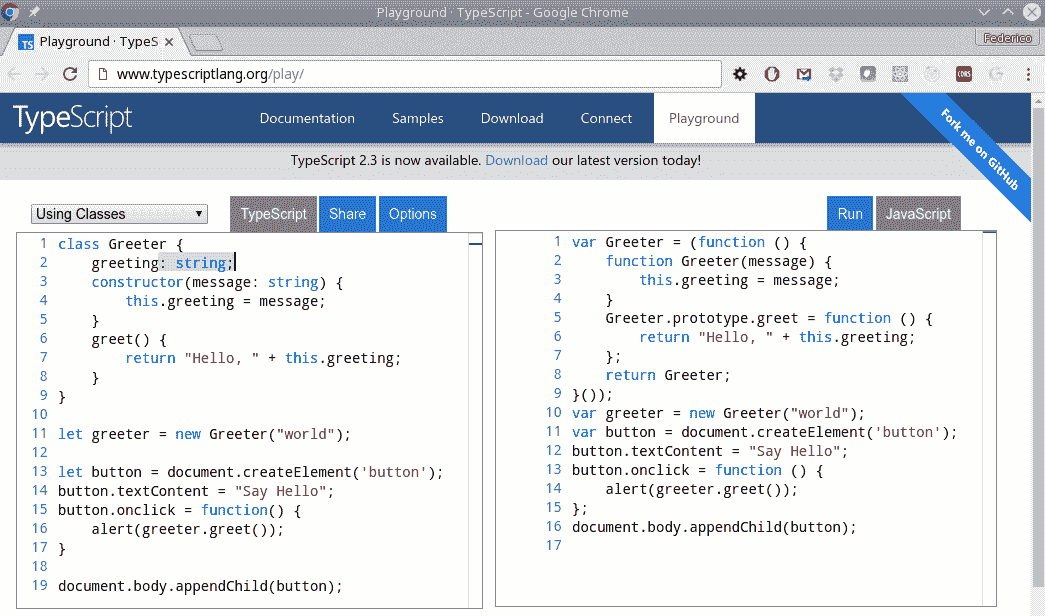 Playground · TypeScript - Google Chrome
Playground · TypeS
Federico
www.typescriptlang.org/play/
CORS
TypeScript
Documentation
Samples
Download
Connect
Playground
Fork me on GitHub
TypeScript 2.3 is now available. Download our latest version today!
Using Classes
TypeScript
Share
Options
Run
JavaScript
1 class Greeter {
2     greeting: string;
3     constructor(message: string) {
4         this.greeting = message;
5     }
6     greet() {
7         return "Hello, " + this.greeting;
8     }
9 }
10
11 let greeter = new Greeter("world");
12
13 let button = document.createElement('button');
14 button.textContent = "Say Hello";
15 button.onclick = function() {
16     alert(greeter.greet());
17 }
18
19 document.body.appendChild(button);
1 var Greeter = (function () {
2     function Greeter(message) {
3         this.greeting = message;
4     }
5     Greeter.prototype.greet = function () {
6         return "Hello, " + this.greeting;
7     };
8     return Greeter;
9 }());
10 var greeter = new Greeter("world");
11 var button = document.createElement('button');
12 button.textContent = "Say Hello";
13 button.onclick = function () {
14     alert(greeter.greet());
15 };
16 document.body.appendChild(button);
17